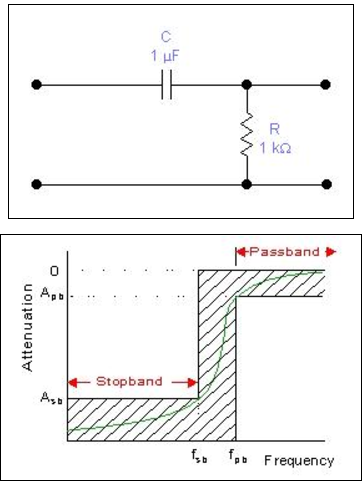 C
1 µF
R
1 kΩ
Passband
0
Apb
Attenuation
Stopband
Asb
fsb fpb Frequency